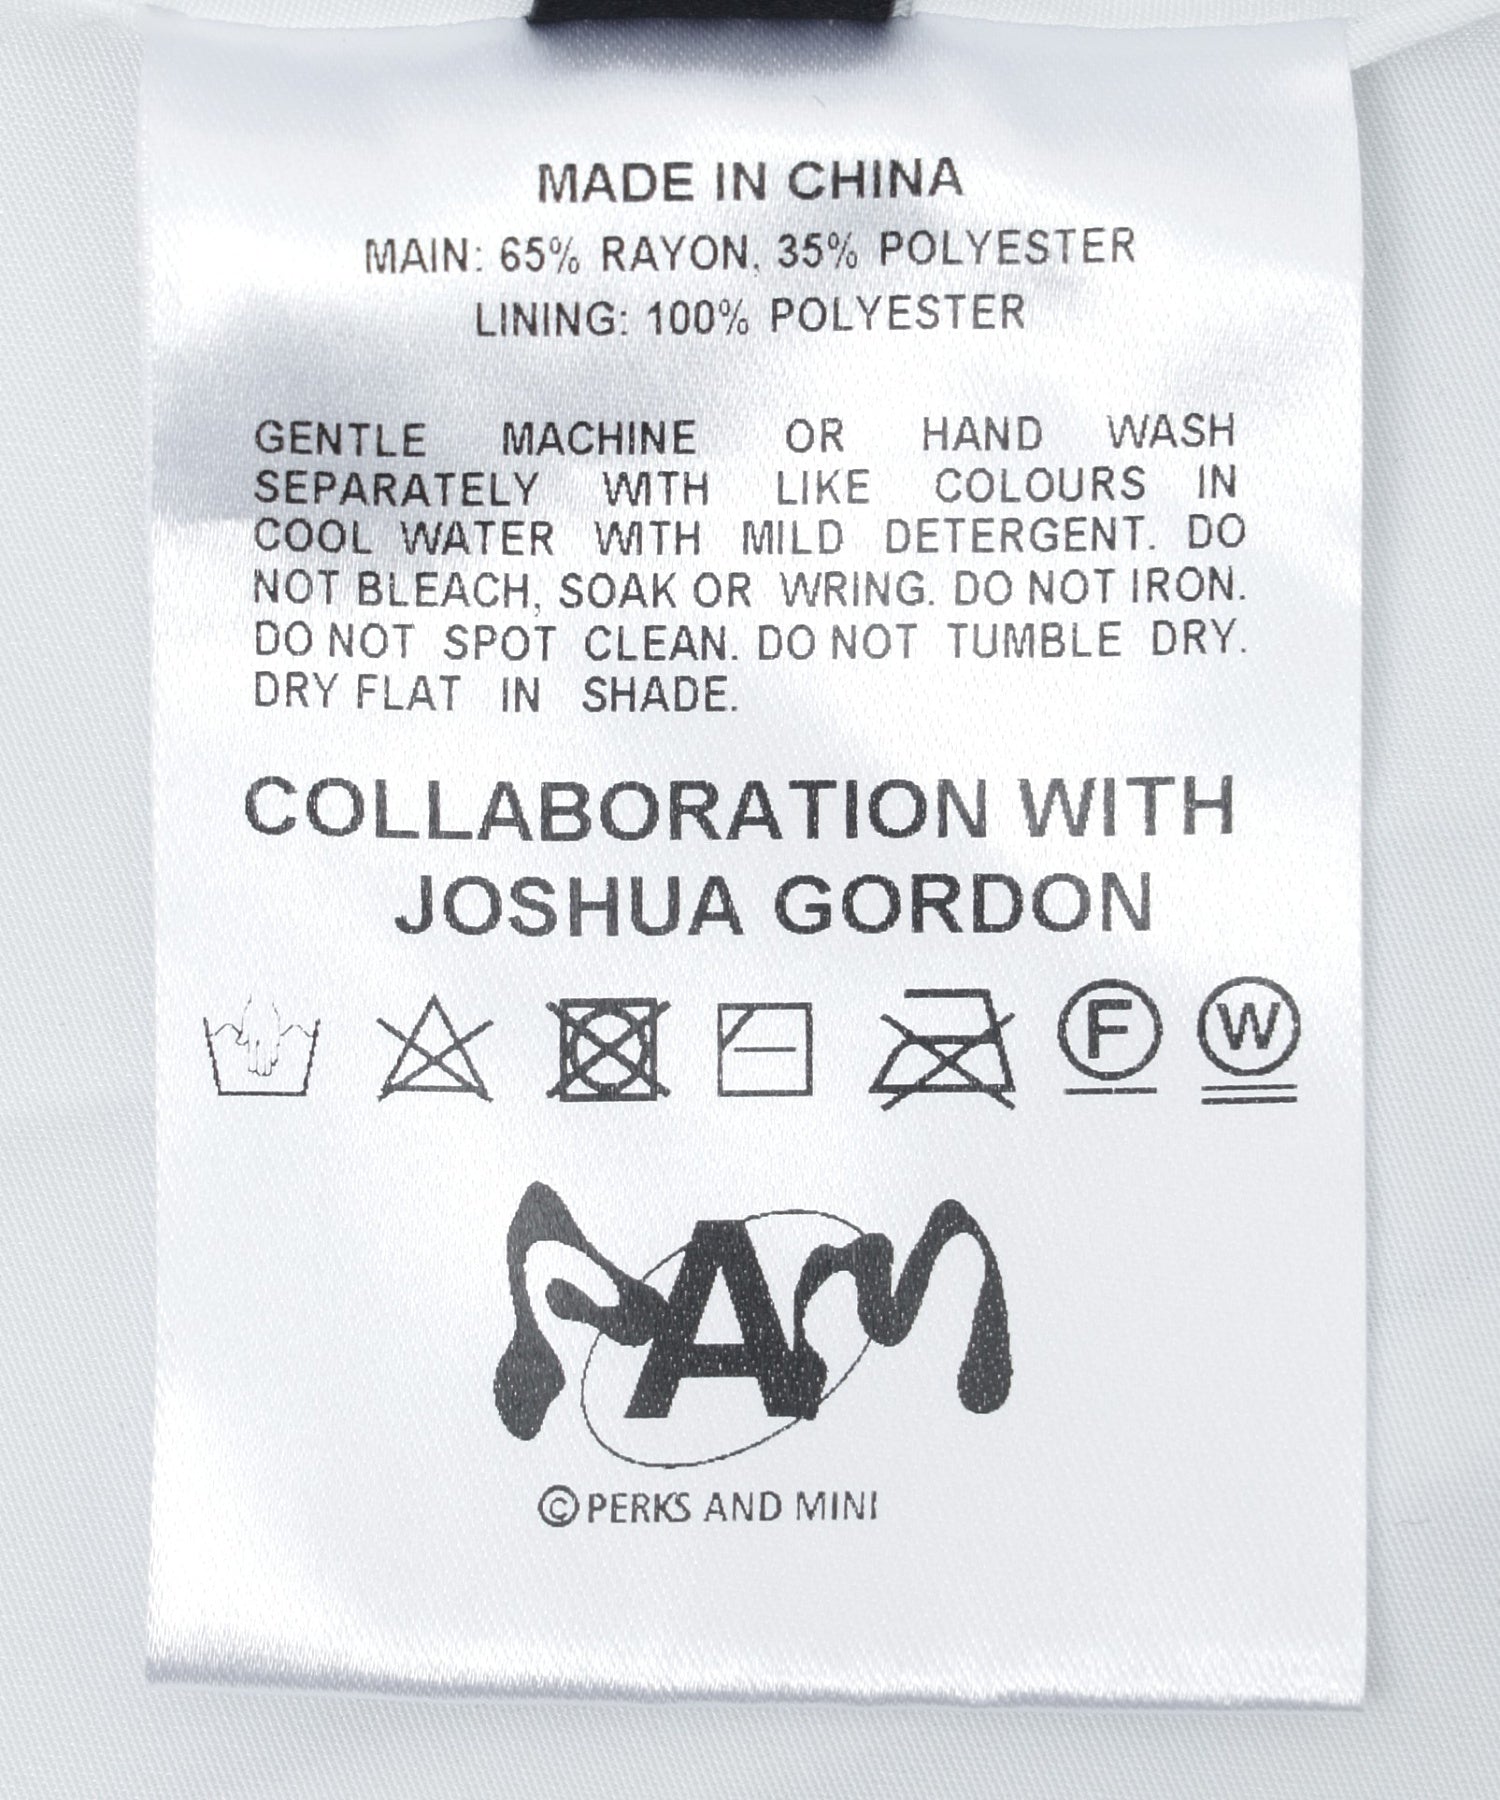 MADE IN CHINA
MAIN: 65% RAYON, 35% POLYESTER
LINING: 100% POLYESTER
GENTLE MACHINE OR HAND WASH
SEPARATELY WITH LIKE COLOURS IN
COOL WATER WITH MILD DETERGENT. DO
NOT BLEACH, SOAK OR WRING. DO NOT IRON.
DO NOT SPOT CLEAN. DO NOT TUMBLE DRY.
DRY FLAT IN SHADE.
COLLABORATION WITH
JOSHUA GORDON
F W
PAM
©PERKS AND MINI